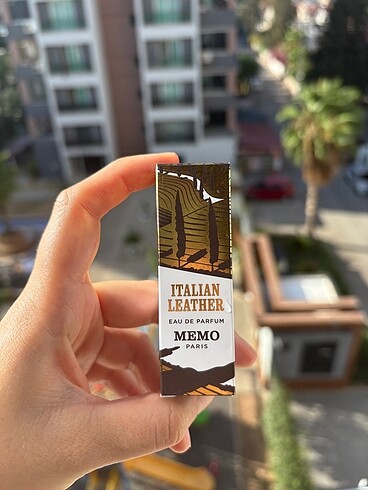 ITALIAN
LEATHER
EAU DE PARFUM
MEMO
PARIS